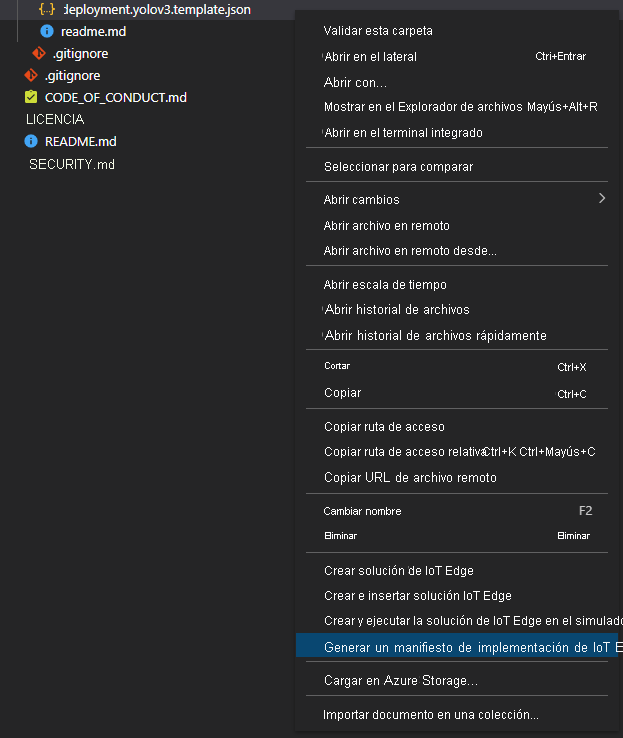 deployment.yolov3.template.json
readme.md
.gitignore
.gitignore
CODE_OF_CONDUCT.md
LICENCIA
README.md
SECURITY.md
Validar esta carpeta
Abrir en el lateral Ctrl+Entrar
Abrir con...
Mostrar en el Explorador de archivos Mayús+Alt+R
Abrir en el terminal integrado
Seleccionar para comparar
Abrir cambios
Abrir archivo en remoto
Abrir archivo en remoto desde...
Abrir escala de tiempo
Abrir historial de archivos
Abrir historial de archivos rápidamente
Cortar Ctrl+X
Copiar Ctrl+C
Copiar ruta de acceso
Copiar ruta de acceso relativa Ctrl+K Ctrl+Mayús+C
Copiar URL de archivo remoto
Cambiar nombre F2
Eliminar Eliminar
Crear solución de IoT Edge
Crear e insertar solución IoT Edge
Crear y ejecutar la solución de IoT Edge en el simulado
Generar un manifiesto de implementación de IoT E
Cargar en Azure Storage...
Importar documento en una colección...